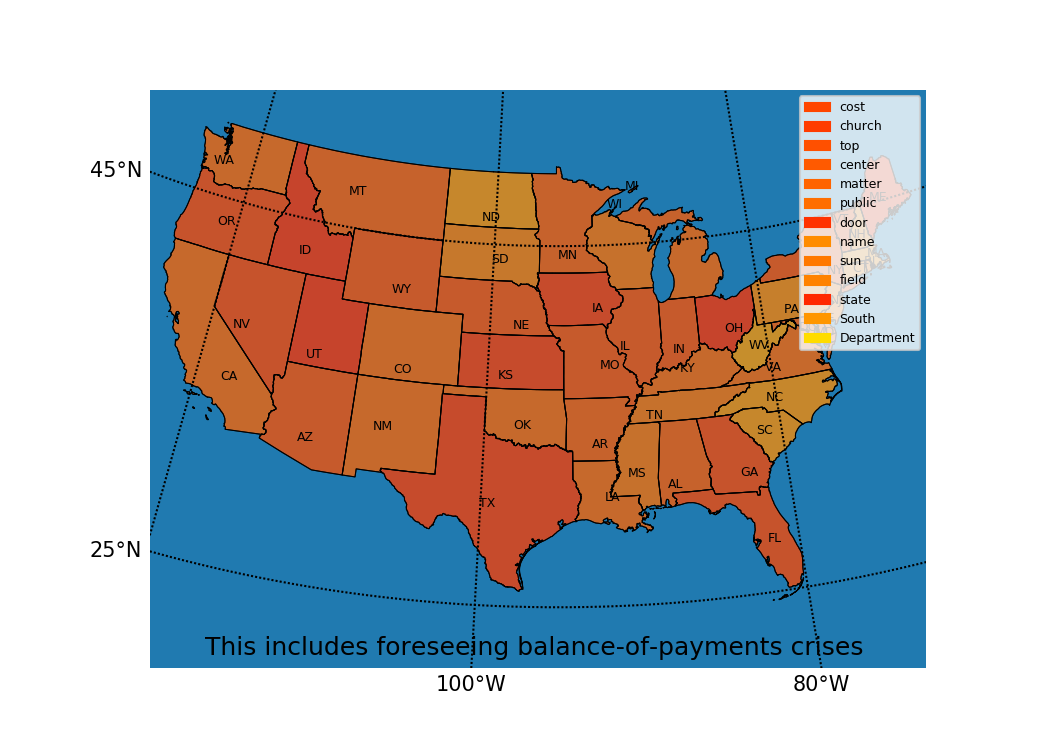 45°N
25°N
100°W
80°W
WA
MT
ND
MI
WI
OR
ID
SD
MN
MI
WY
IA
NV
NE
IL
OH
PA
UT
CO
KS
MO
IN
KY
WV
VA
CA
AZ
NM
OK
AR
TN
NC
SC
MS
AL
GA
LA
TX
FL
cost
church
top
center
matter
public
door
name
sun
field
state
South
Department
This includes foreseeing balance-of-payments crises